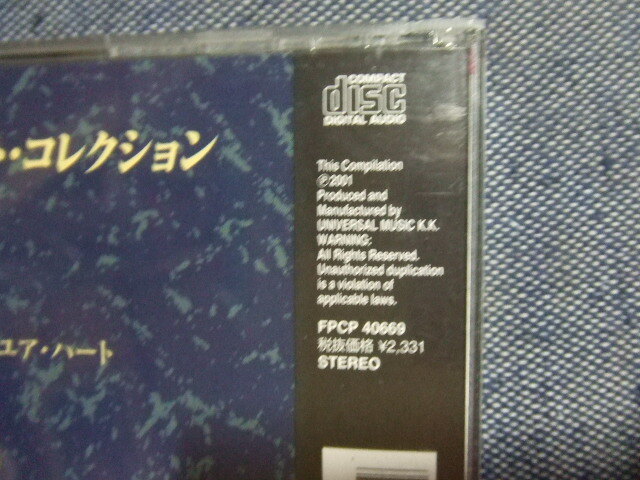 COMPACT
disc
DIGITAL AUDIO
・コレクション
This Compilation
℗2001
Produced and
Manufactured by
UNIVERSAL MUSIC K.K.
WARNING:
All Rights Reserved.
Unauthorized duplication
is a violation of
applicable laws.
FPCP 40669
税抜価格 ¥2,331
STEREO
ユア・ハート